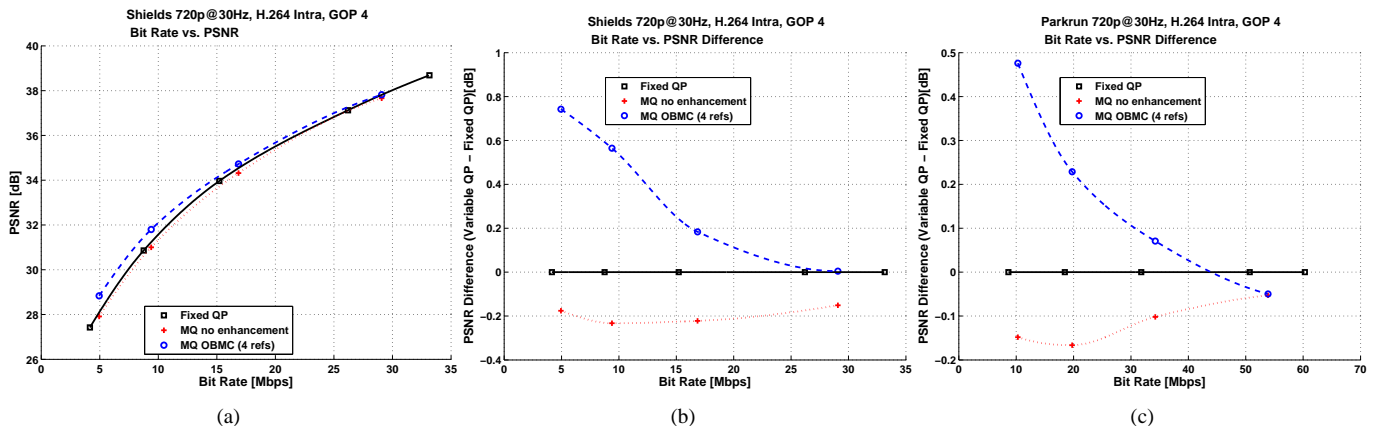 Shields 720p@30Hz, H.264 Intra, GOP 4
Bit Rate vs. PSNR
40
38
36
34
32
30
28
26
PSNR [dB]
Fixed QP
MQ no enhancement
MQ OBMC (4 refs)
0 5 10 15 20 25 30 35
Bit Rate [Mbps]
(a)
Shields 720p@30Hz, H.264 Intra, GOP 4
Bit Rate vs. PSNR Difference
1
0.8
0.6
0.4
0.2
0
−0.2
−0.4
PSNR Difference (Variable QP − Fixed QP)[dB]
Fixed QP
MQ no enhancement
MQ OBMC (4 refs)
0 5 10 15 20 25 30 35
Bit Rate [Mbps]
(b)
Parkrun 720p@30Hz, H.264 Intra, GOP 4
Bit Rate vs. PSNR Difference
0.5
0.4
0.3
0.2
0.1
0
−0.1
−0.2
PSNR Difference (Variable QP − Fixed QP)[dB]
Fixed QP
MQ no enhancement
MQ OBMC (4 refs)
0 10 20 30 40 50 60 70
Bit Rate [Mbps]
(c)